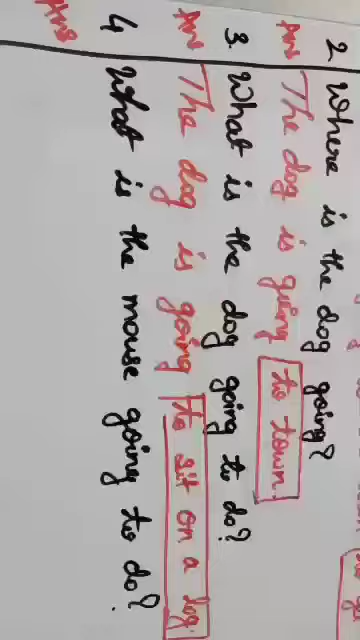 2. Where is the dog going?
Ans The dog is going to town.
3. What is the dog going to do?
Ans The dog is going to sit on a log.
4 What is the mouse going to do?
Ans